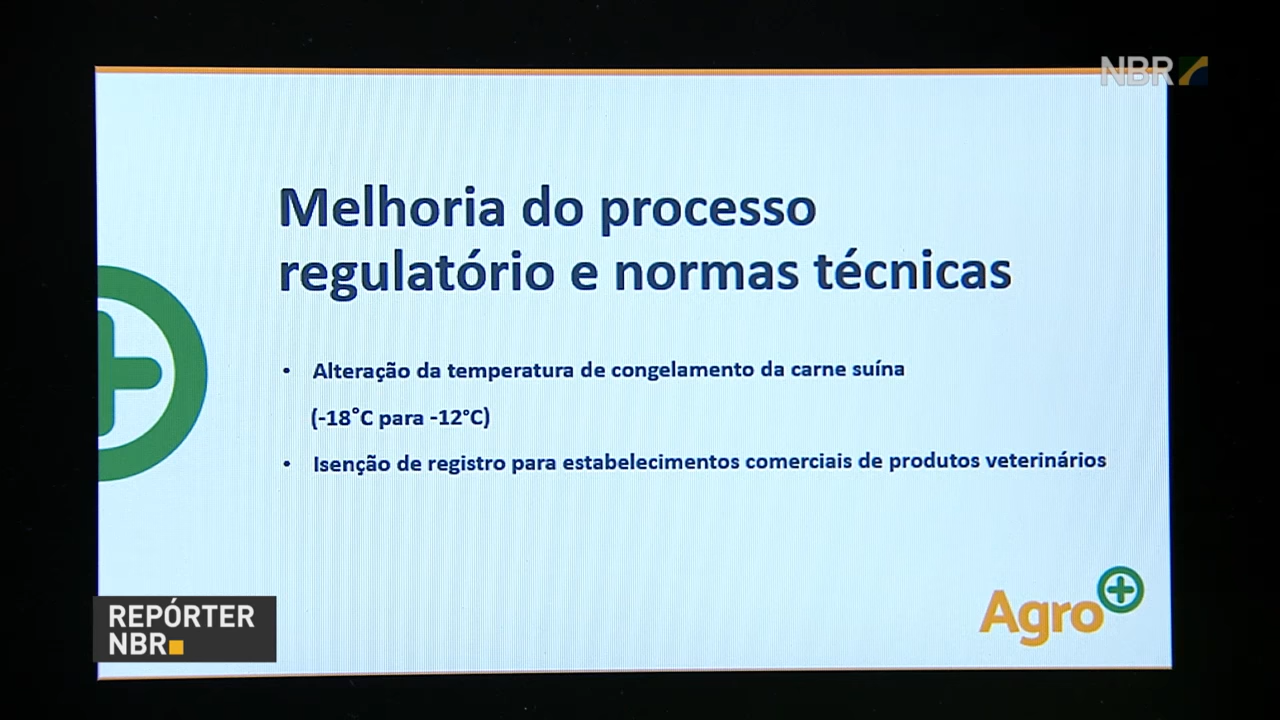 NBR
Melhoria do processo
regulatório e normas técnicas
• Alteração da temperatura de congelamento da carne suína
(-18°C para -12°C)
• Isenção de registro para estabelecimentos comerciais de produtos veterinários
Agro+
REPÓRTER
NBR